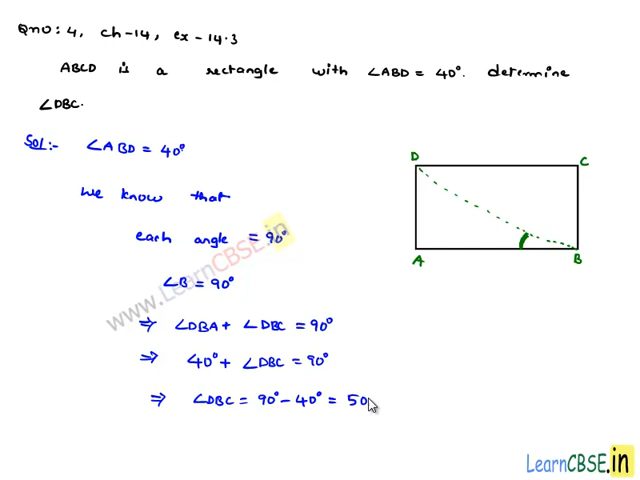 Qno: 4, ch-14, ex-14.3
ABCD is a rectangle with ∠ABD = 40°. determine
∠DBC.
Sol:- ∠ABD = 40°
We know that
each angle = 90°
∠B = 90°
⇒ ∠DBA + ∠DBC = 90°
⇒ ∠40° + ∠DBC = 90°
⇒ ∠DBC = 90° - 40° = 50
D C
A B
www.LearnCBSE.in
LearnCBSE.in